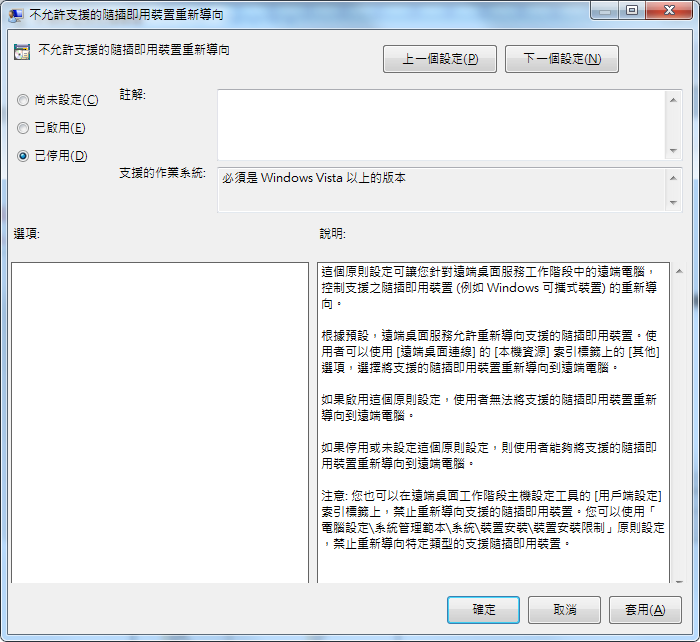 不允許支援的隨插即用裝置重新導向
不允許支援的隨插即用裝置重新導向
上一個設定(P)
下一個設定(N)
尚未設定(C)
註解:
已啟用(E)
已停用(D)
支援的作業系統:
必須是 Windows Vista 以上的版本
選項:
說明:
這個原則設定可讓您針對遠端桌面服務工作階段中的遠端電腦，
控制支援之隨插即用裝置 (例如 Windows 可攜式裝置) 的重新導
向。
根據預設，遠端桌面服務允許重新導向支援的隨插即用裝置。使
用者可以使用 [遠端桌面連線] 的 [本機資源] 索引標籤上的 [其他]
選項，選擇將支援的隨插即用裝置重新導向到遠端電腦。
如果啟用這個原則設定，使用者無法將支援的隨插即用裝置重新
導向到遠端電腦。
如果停用或未設定這個原則設定，則使用者能夠將支援的隨插即
用裝置重新導向到遠端電腦。
注意: 您也可以在遠端桌面工作階段主機設定工具的 [用戶端設定]
索引標籤上，禁止重新導向支援的隨插即用裝置。您可以使用「
電腦設定\系統管理範本\系統\裝置安裝\裝置安裝限制」原則設定
，禁止重新導向特定類型的支援隨插即用裝置。
確定
取消
套用(A)